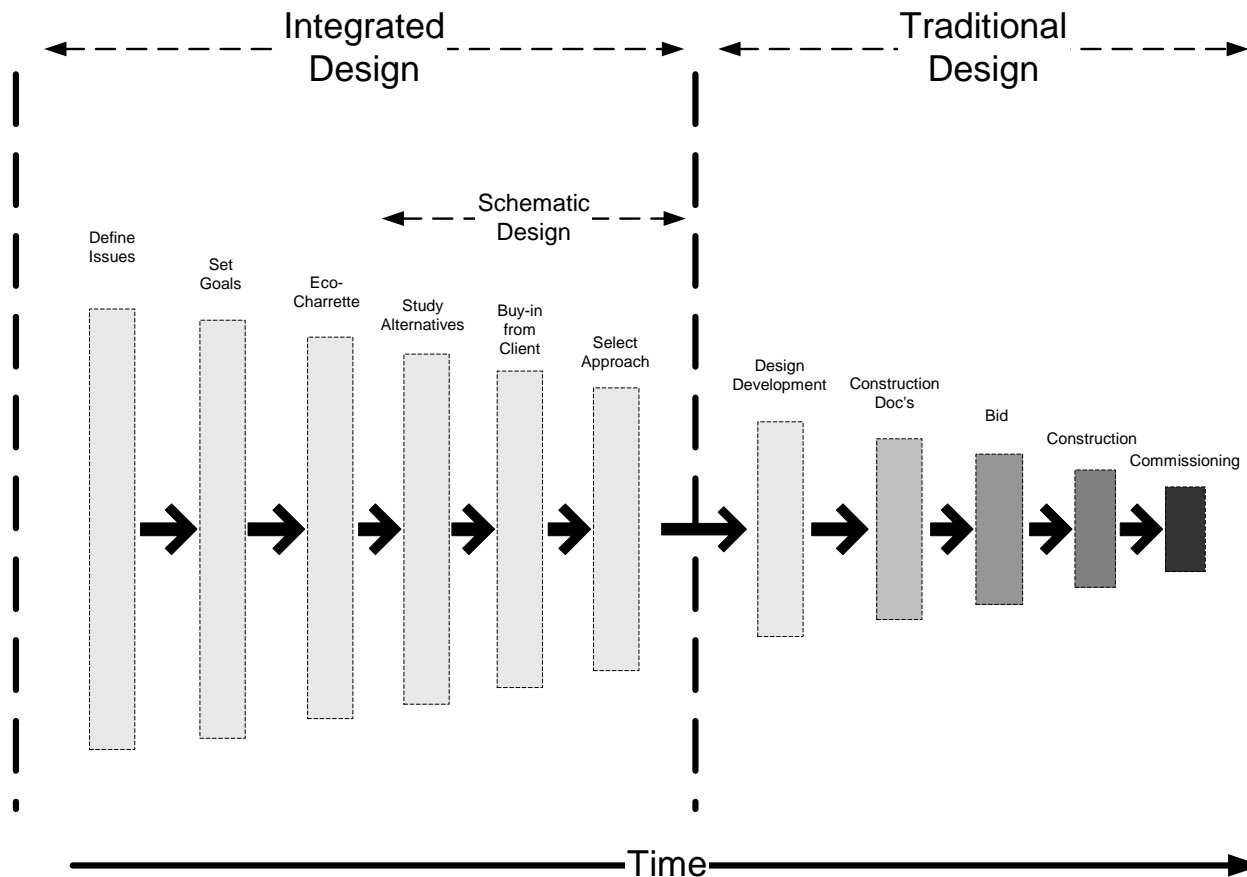 Integrated
Design
Traditional
Design
Schematic
Design
Define
Issues
Set
Goals
Eco-
Charrette
Study
Alternatives
Buy-in
from
Client
Select
Approach
Design
Development
Construction
Doc's
Bid
Construction
Commissioning
Time